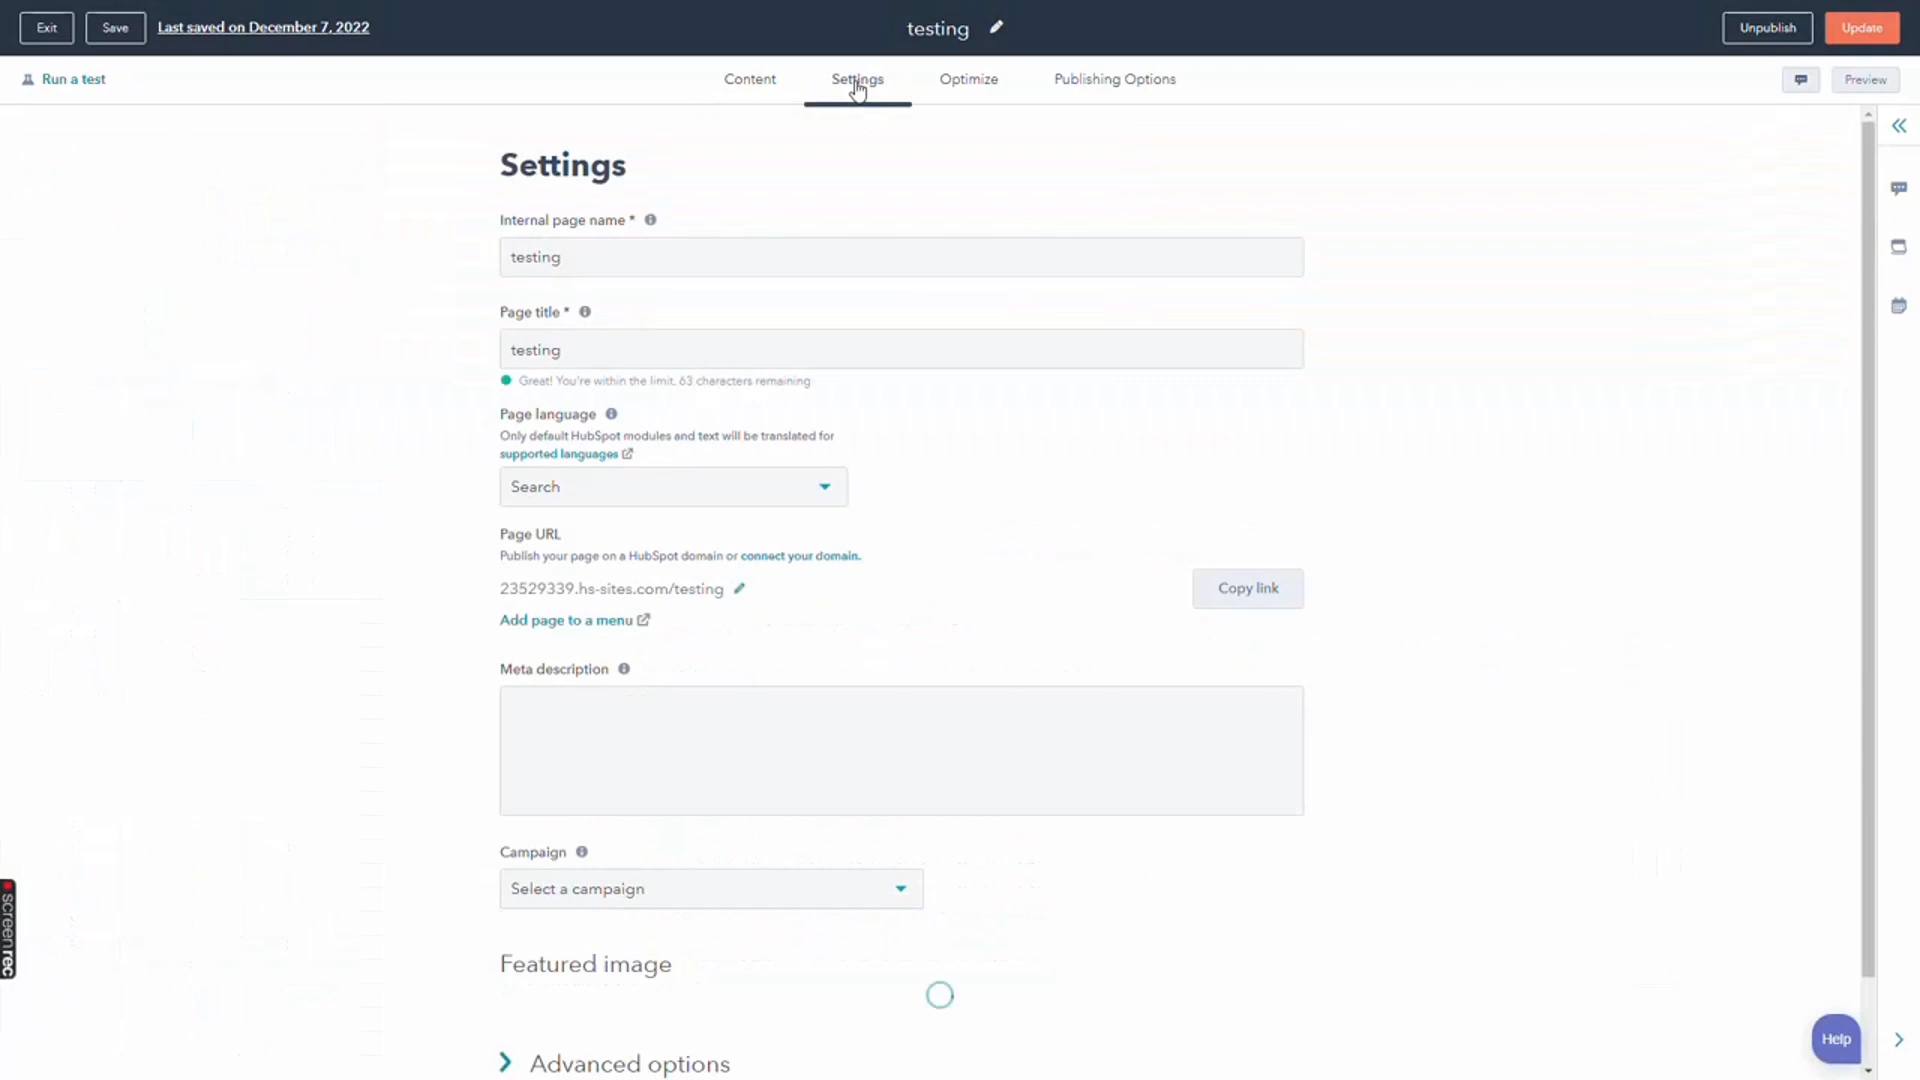 Exit Save Last saved on December 7, 2022 testing Unpublish Update
Run a test Content Settings Optimize Publishing Options Preview
Settings
Internal page name *
testing
Page title *
testing
Great! You're within the limit. 63 characters remaining
Page language
Only default HubSpot modules and text will be translated for
supported languages
Search
Page URL
Publish your page on a HubSpot domain or connect your domain.
23529339.hs-sites.com/testing Copy link
Add page to a menu
Meta description
Campaign
Select a campaign
Featured image
Advanced options
Help
screenrec